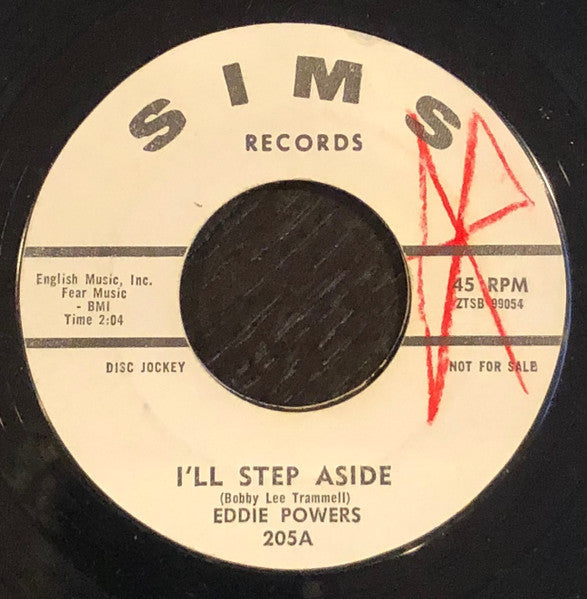 SIMS
RECORDS
English Music, Inc.
Fear Music
- BMI
Time 2:04
45 RPM
ZTSB 99054
DISC JOCKEY
NOT FOR SALE
I'LL STEP ASIDE
(Bobby Lee Trammell)
EDDIE POWERS
205A